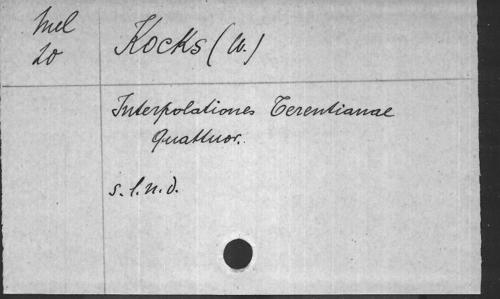 Mel
20
Kocks (W.)
Interpolationes Terentianae
Quattuor.
s.l.n.d.